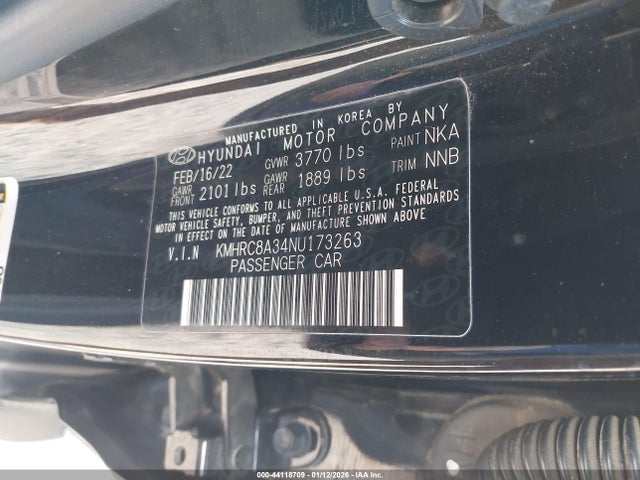 MANUFACTURED IN KOREA BY
HYUNDAI MOTOR COMPANY
FEB/16/22 GVWR 3770 lbs PAINT NKA
GAWR FRONT 2101 lbs GAWR REAR 1889 lbs TRIM NNB
THIS VEHICLE CONFORMS TO ALL APPLICABLE U.S.A. FEDERAL
MOTOR VEHICLE SAFETY, BUMPER, AND THEFT PREVENTION STANDARDS
IN EFFECT ON THE DATE OF MANUFACTURE SHOWN ABOVE.
V.I.N KMHRC8A34NU173263
PASSENGER CAR
000-44118709 - 01/12/2026 - IAAI.COM